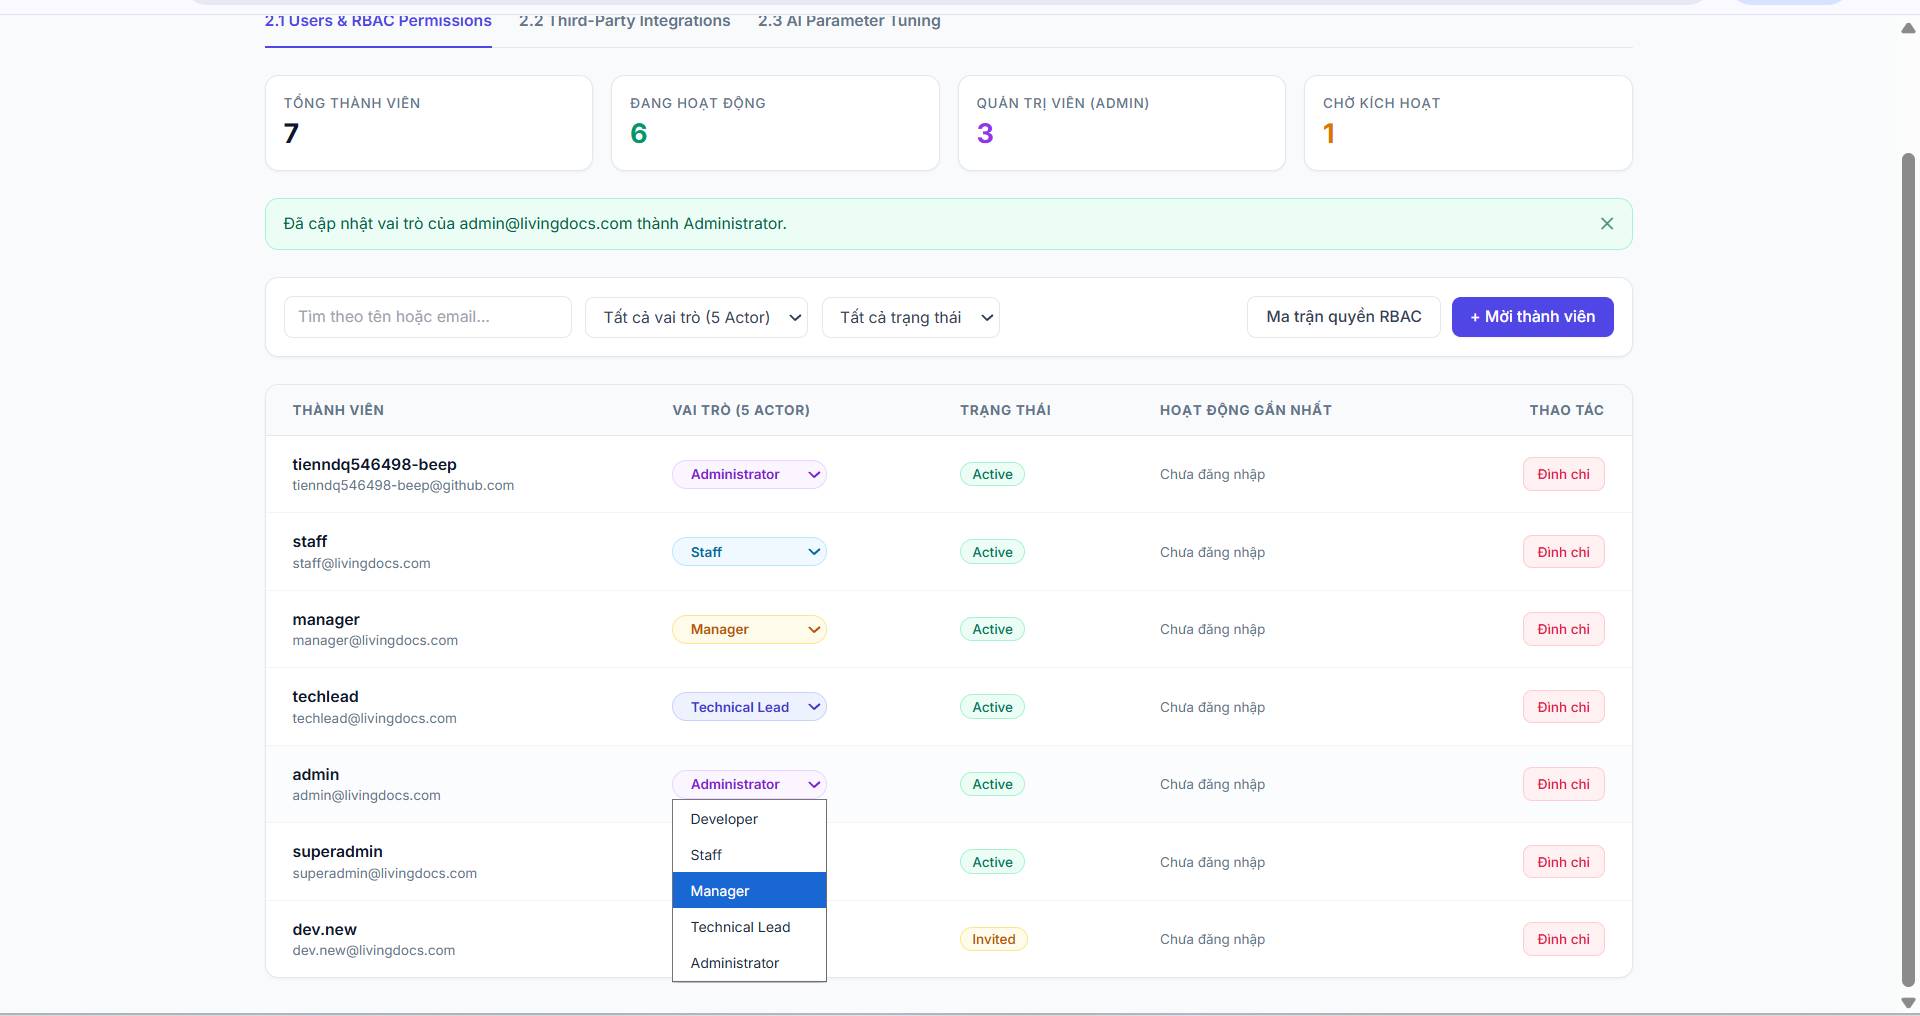 2.1 Users & RBAC Permissions
2.2 Third-Party Integrations
2.3 AI Parameter Tuning
TỔNG THÀNH VIÊN
7
ĐANG HOẠT ĐỘNG
6
QUẢN TRỊ VIÊN (ADMIN)
3
CHỜ KÍCH HOẠT
1
Đã cập nhật vai trò của admin@livingdocs.com thành Administrator.
Tìm theo tên hoặc email...
Tất cả vai trò (5 Actor)
Tất cả trạng thái
Ma trận quyền RBAC
+ Mời thành viên
THÀNH VIÊN
VAI TRÒ (5 ACTOR)
TRẠNG THÁI
HOẠT ĐỘNG GẦN NHẤT
THAO TÁC
tienndq546498-beep
tienndq546498-beep@github.com
Administrator
Active
Chưa đăng nhập
Đình chỉ
staff
staff@livingdocs.com
Staff
Active
Chưa đăng nhập
Đình chỉ
manager
manager@livingdocs.com
Manager
Active
Chưa đăng nhập
Đình chỉ
techlead
techlead@livingdocs.com
Technical Lead
Active
Chưa đăng nhập
Đình chỉ
admin
admin@livingdocs.com
Administrator
Active
Chưa đăng nhập
Đình chỉ
Developer
Staff
Manager
Technical Lead
Administrator
superadmin
superadmin@livingdocs.com
Active
Chưa đăng nhập
Đình chỉ
dev.new
dev.new@livingdocs.com
Invited
Chưa đăng nhập
Đình chỉ